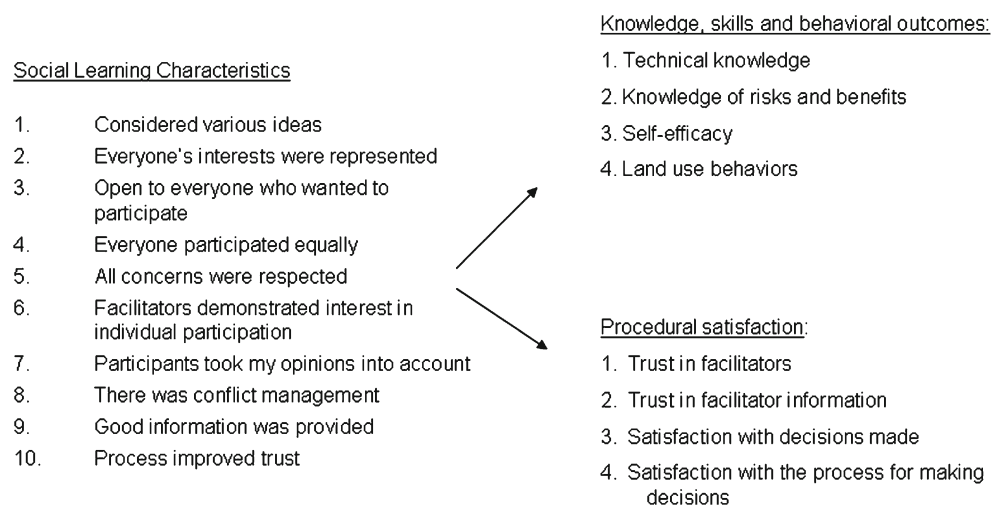 Social Learning Characteristics
1. Considered various ideas
2. Everyone's interests were represented
3. Open to everyone who wanted to
participate
4. Everyone participated equally
5. All concerns were respected
6. Facilitators demonstrated interest in
individual participation
7. Participants took my opinions into account
8. There was conflict management
9. Good information was provided
10. Process improved trust
Knowledge, skills and behavioral outcomes:
1. Technical knowledge
2. Knowledge of risks and benefits
3. Self-efficacy
4. Land use behaviors
Procedural satisfaction:
1. Trust in facilitators
2. Trust in facilitator information
3. Satisfaction with decisions made
4. Satisfaction with the process for making
decisions